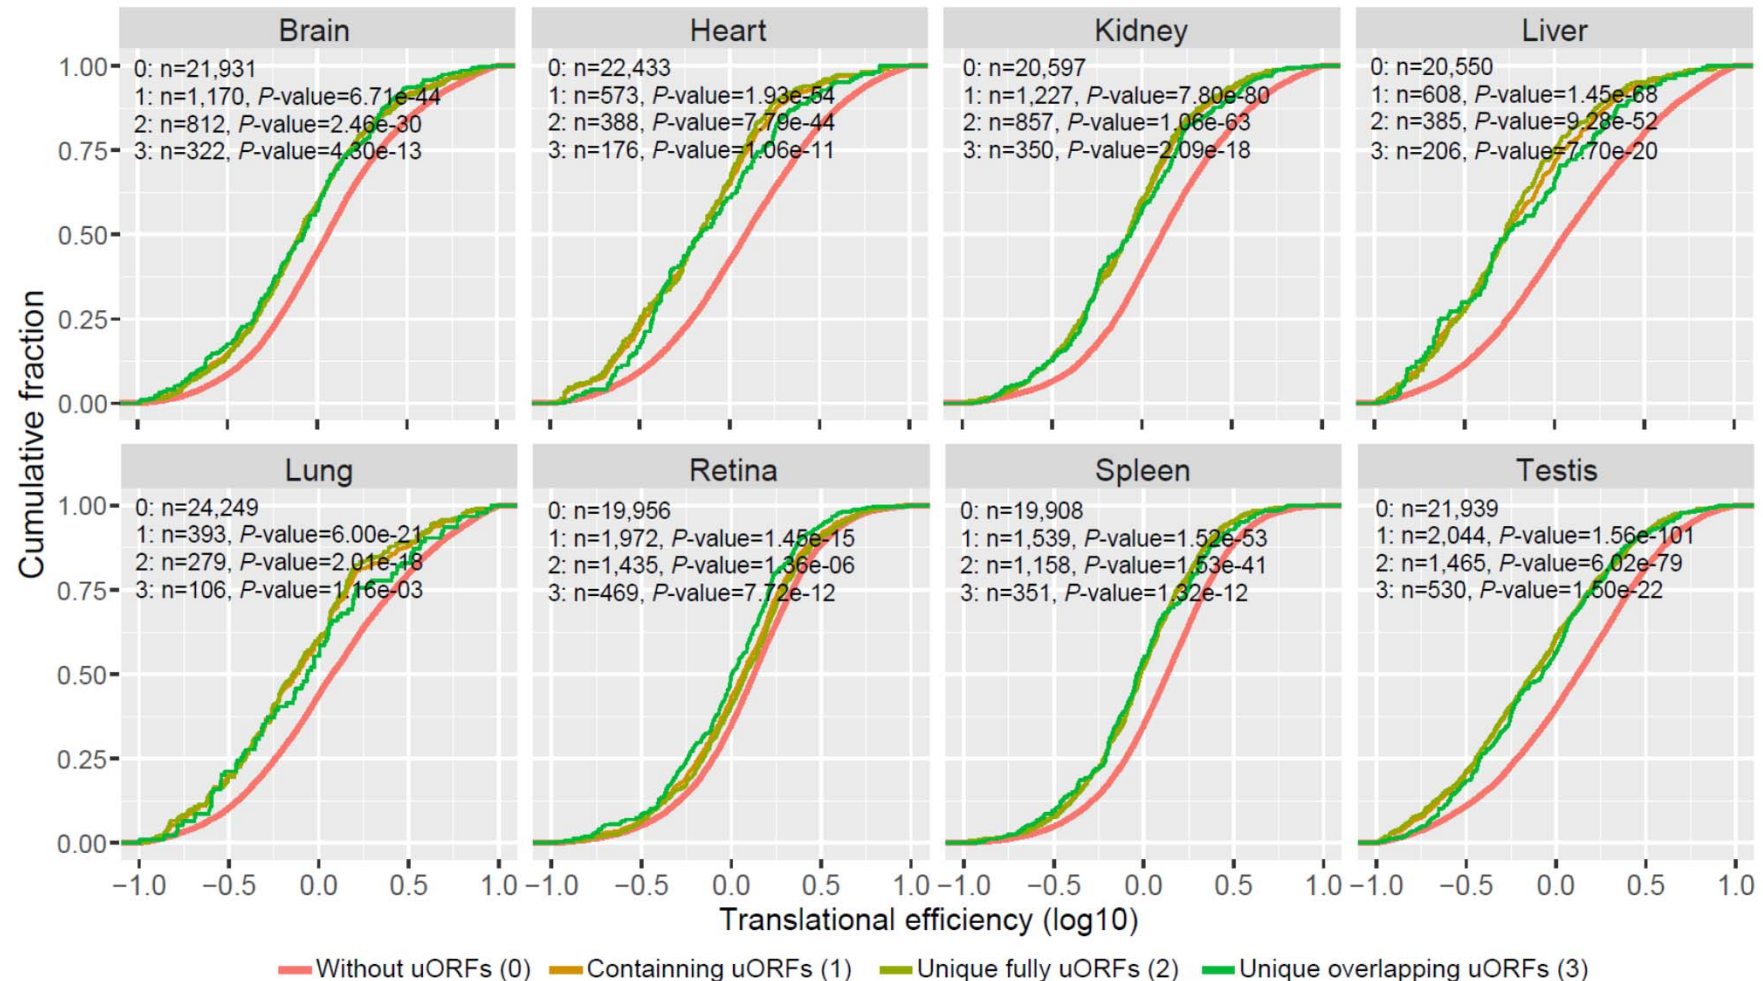 Brain
Heart
Kidney
Liver
Cumulative fraction
1.00
0.75
0.50
0.25
0.00
0: n=21,931
1: n=1,170, P-value=6.71e-44
2: n=812, P-value=2.46e-30
3: n=322, P-value=4.30e-13
0: n=22,433
1: n=573, P-value=1.93e-54
2: n=388, P-value=7.79e-44
3: n=176, P-value=1.06e-11
0: n=20,597
1: n=1,227, P-value=7.80e-80
2: n=857, P-value=1.06e-63
3: n=350, P-value=2.09e-18
0: n=20,550
1: n=608, P-value=1.45e-68
2: n=385, P-value=9.28e-52
3: n=206, P-value=7.70e-20
Lung
Retina
Spleen
Testis
1.00
0.75
0.50
0.25
0.00
0: n=24,249
1: n=393, P-value=6.00e-21
2: n=279, P-value=2.01e-18
3: n=106, P-value=1.16e-03
0: n=19,956
1: n=1,972, P-value=1.45e-15
2: n=1,435, P-value=1.36e-06
3: n=469, P-value=7.72e-12
0: n=19,908
1: n=1,539, P-value=1.52e-53
2: n=1,158, P-value=1.53e-41
3: n=351, P-value=1.32e-12
0: n=21,939
1: n=2,044, P-value=1.56e-101
2: n=1,465, P-value=6.02e-79
3: n=530, P-value=1.50e-22
−1.0 −0.5 0.0 0.5 1.0 −1.0 −0.5 0.0 0.5 1.0 −1.0 −0.5 0.0 0.5 1.0 −1.0 −0.5 0.0 0.5 1.0
Translational efficiency (log10)
Without uORFs (0) Containning uORFs (1) Unique fully uORFs (2) Unique overlapping uORFs (3)